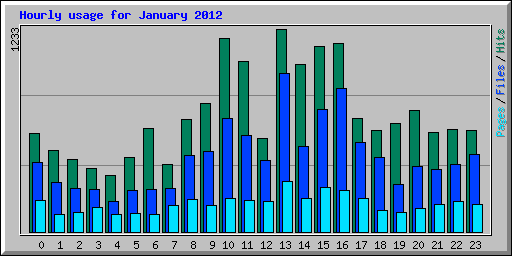 Hourly usage for January 2012
1233
Pages/Files/Hits
0 1 2 3 4 5 6 7 8 9 10 11 12 13 14 15 16 17 18 19 20 21 22 23